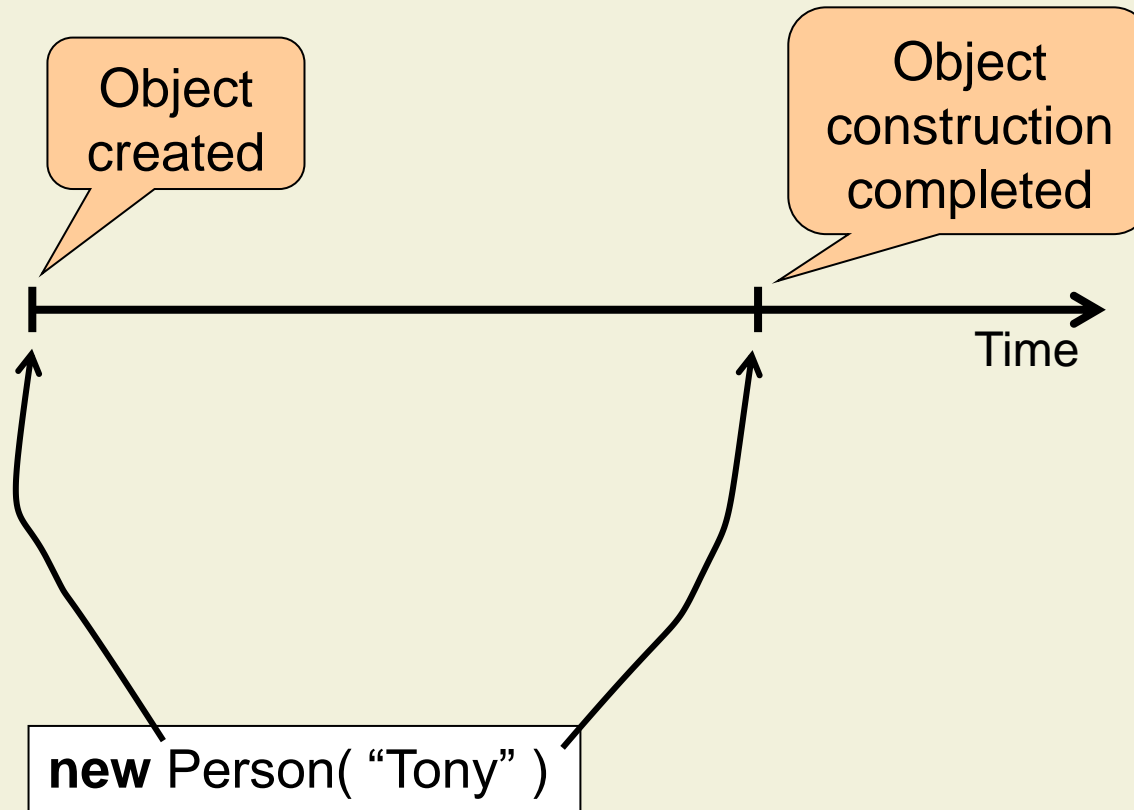 Object
created
Object
construction
completed
Time
new Person( “Tony” )